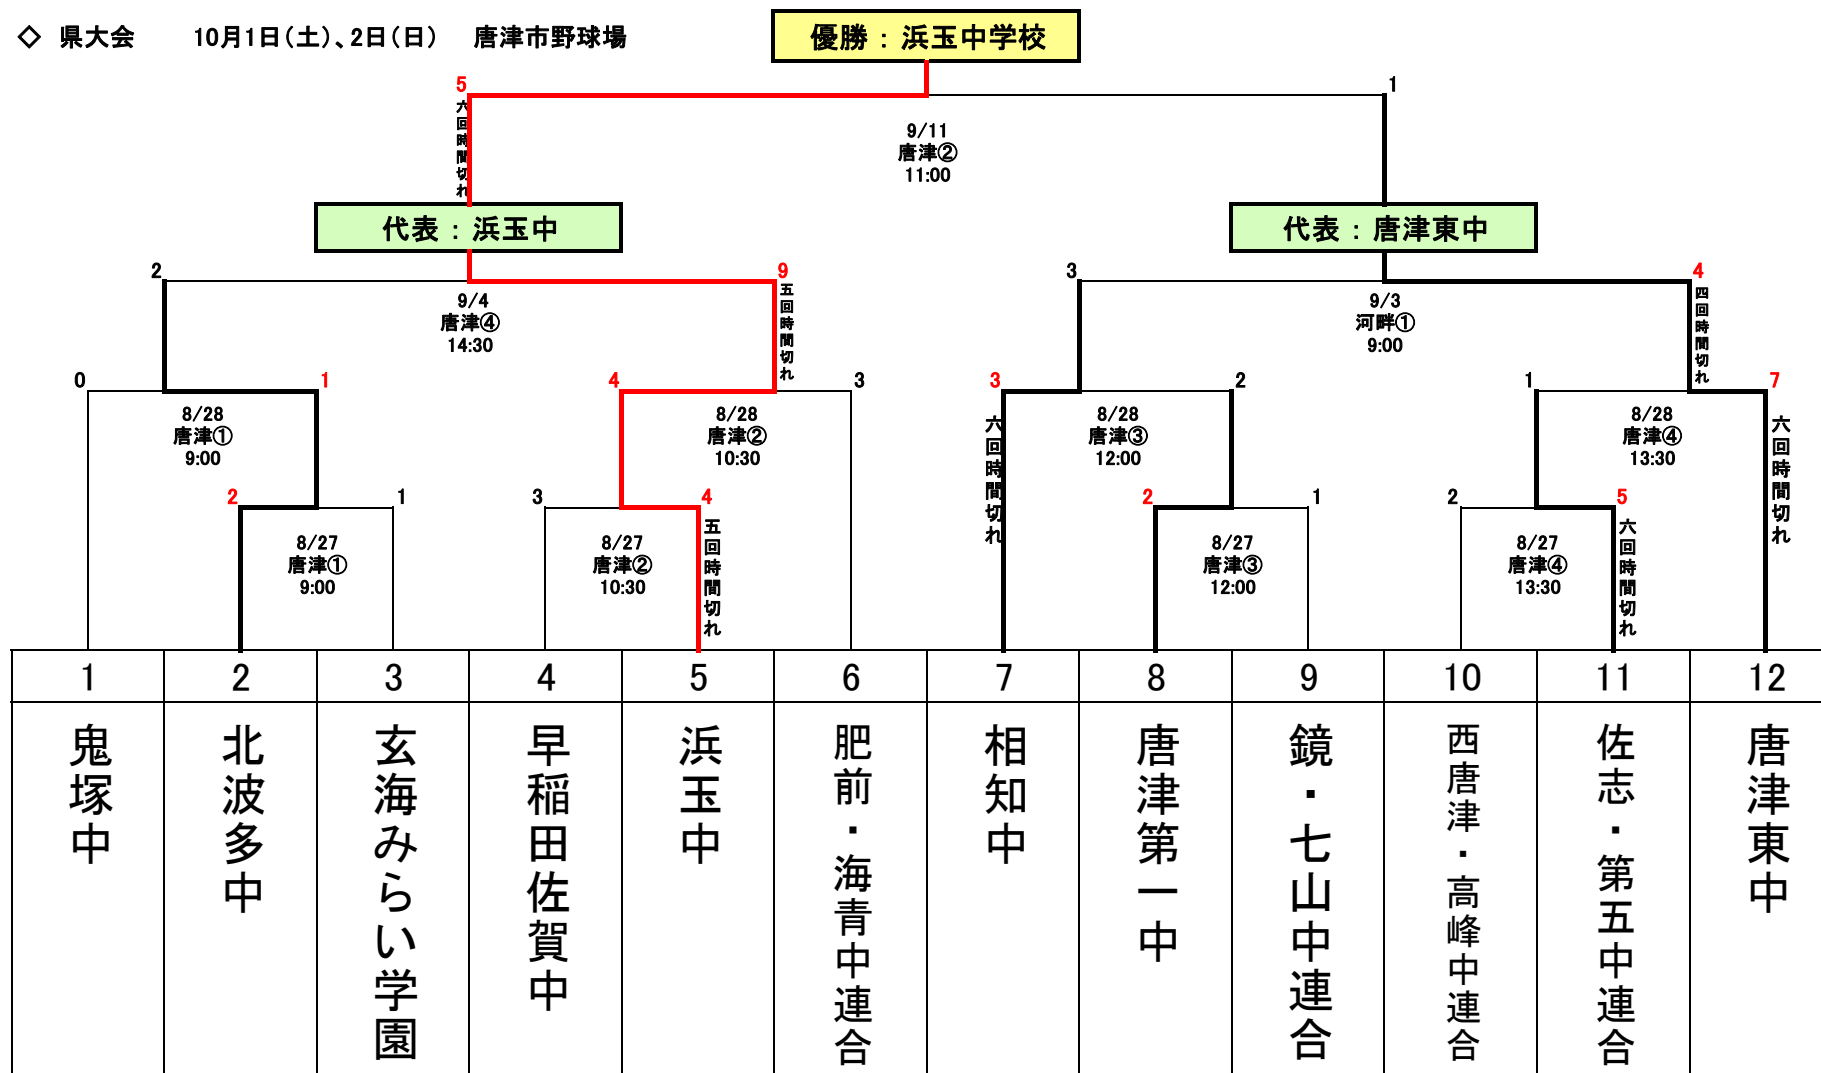 ◇ 県大会 10月1日(土)、2日(日) 唐津市野球場
優勝：浜玉中学校
5
1
六回時間切れ
9/11
唐津②
11:00
代表：浜玉中
代表：唐津東中
2
9
3
4
五回時間切れ
四回時間切れ
9/4
唐津④
14:30
9/3
河畔①
9:00
0
1
4
3
3
2
1
7
8/28
唐津①
9:00
8/28
唐津②
10:30
六回時間切れ
8/28
唐津③
12:00
8/28
唐津④
13:30
六回時間切れ
2
1
3
4
2
1
2
5
8/27
唐津①
9:00
8/27
唐津②
10:30
五回時間切れ
8/27
唐津③
12:00
8/27
唐津④
13:30
六回時間切れ
1 2 3 4 5 6 7 8 9 10 11 12
鬼塚中
北波多中
玄海みらい学園
早稲田佐賀中
浜玉中
肥前・海青中連合
相知中
唐津第一中
鏡・七山中連合
西唐津・高峰中連合
佐志・第五中連合
唐津東中